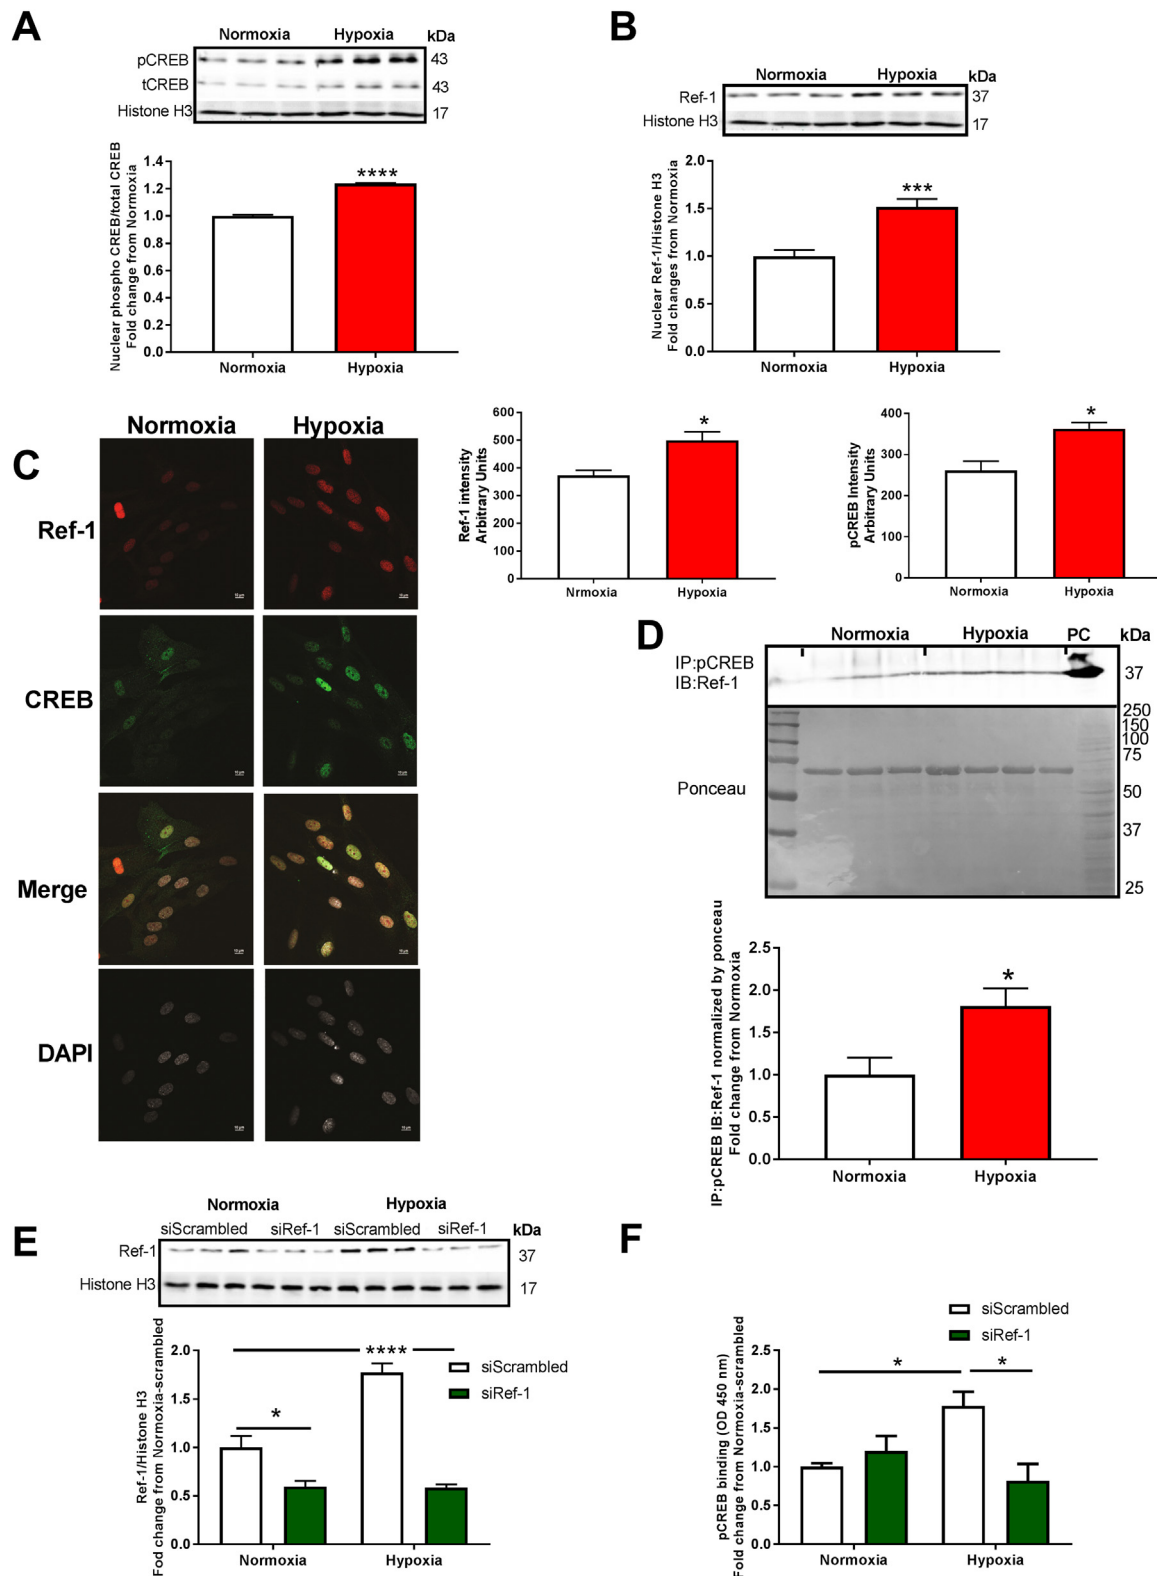 A
Normoxia Hypoxia kDa
pCREB 43
tCREB 43
Histone H3 17
Nuclear phospho CREB/total CREB
Fold change from Normoxia
1.4
1.2
1.0
0.8
0.6
0.4
0.2
0.0
Normoxia Hypoxia
B
Normoxia Hypoxia kDa
Ref-1 37
Histone H3 17
Nuclear Ref-1/Histone H3
Fold changes from Normoxia
2.0
***
1.5
1.0
0.5
0.0
Normoxia Hypoxia
****
C
Normoxia Hypoxia
Ref-1
CREB
Merge
DAPI
Ref-1 intensity
Arbitrary Units
600
500
400
300
200
100
0
*
Nrmoxia Hypoxia
pCREB Intensity
Arbitrary Units
400
300
200
100
0
*
Normoxia Hypoxia
D
Normoxia Hypoxia PC kDa
IP:pCREB
IB:Ref-1
37
250
150
100
75
50
37
25
Ponceau
IP:pCREB IB:Ref-1 normalized by ponceau
Fold change from Normoxia
2.5
2.0
1.5
1.0
0.5
0.0
*
Normoxia Hypoxia
E
Normoxia Hypoxia
siScrambled siRef-1 siScrambled siRef-1 kDa
Ref-1 37
Histone H3 17
Ref-1/Histone H3
Fod change from Normoxia-scrambled
2.0
1.5
1.0
0.5
0.0
****
*
siScrambled
siRef-1
Normoxia Hypoxia
F
siScrambled
siRef-1
pCREB binding (OD 450 nm)
Fold change from Normoxia-scrambled
2.5
2.0
1.5
1.0
0.5
0.0
* *
Normoxia Hypoxia